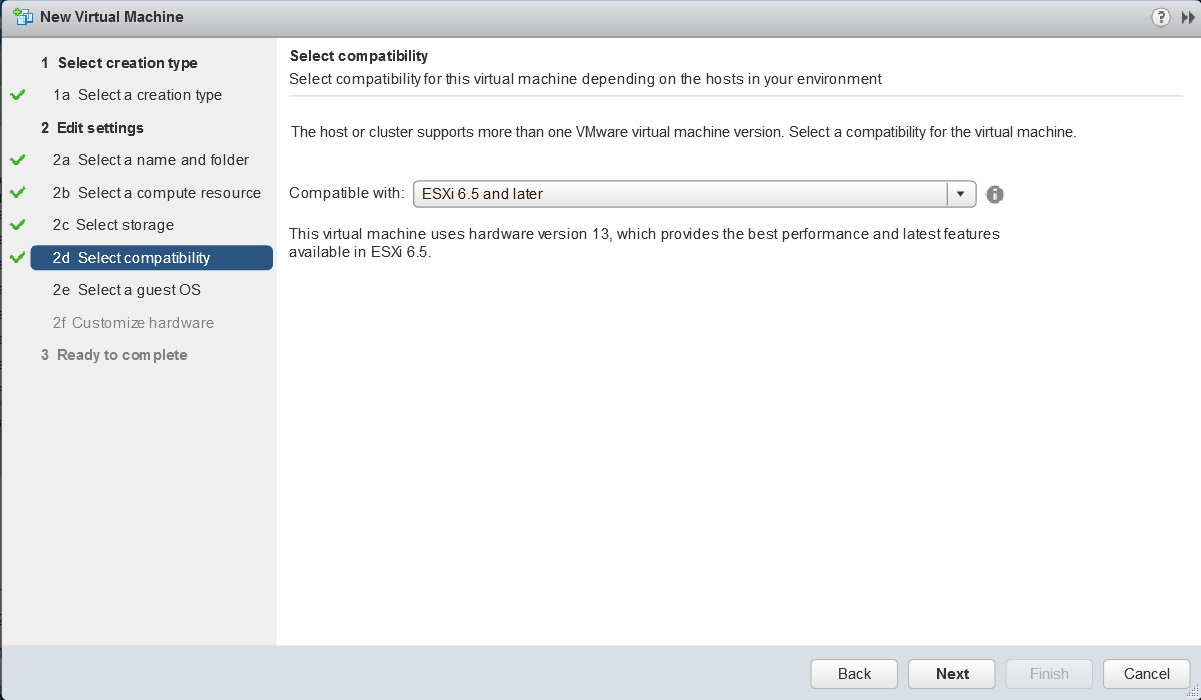 New Virtual Machine
1 Select creation type
1a Select a creation type
2 Edit settings
2a Select a name and folder
2b Select a compute resource
2c Select storage
2d Select compatibility
2e Select a guest OS
2f Customize hardware
3 Ready to complete
Select compatibility
Select compatibility for this virtual machine depending on the hosts in your environment
The host or cluster supports more than one VMware virtual machine version. Select a compatibility for the virtual machine.
Compatible with: ESXi 6.5 and later
This virtual machine uses hardware version 13, which provides the best performance and latest features
available in ESXi 6.5.
Back Next Finish Cancel